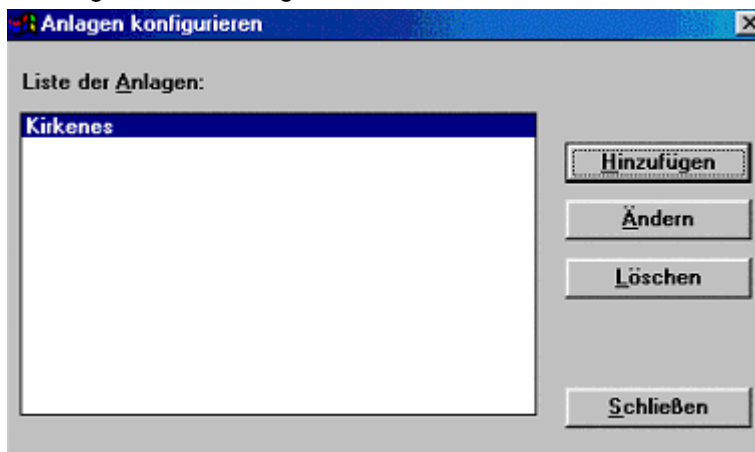 Anlagen konfigurieren
Liste der Anlagen:
Kirkenes
Hinzufügen
Ändern
Löschen
Schließen